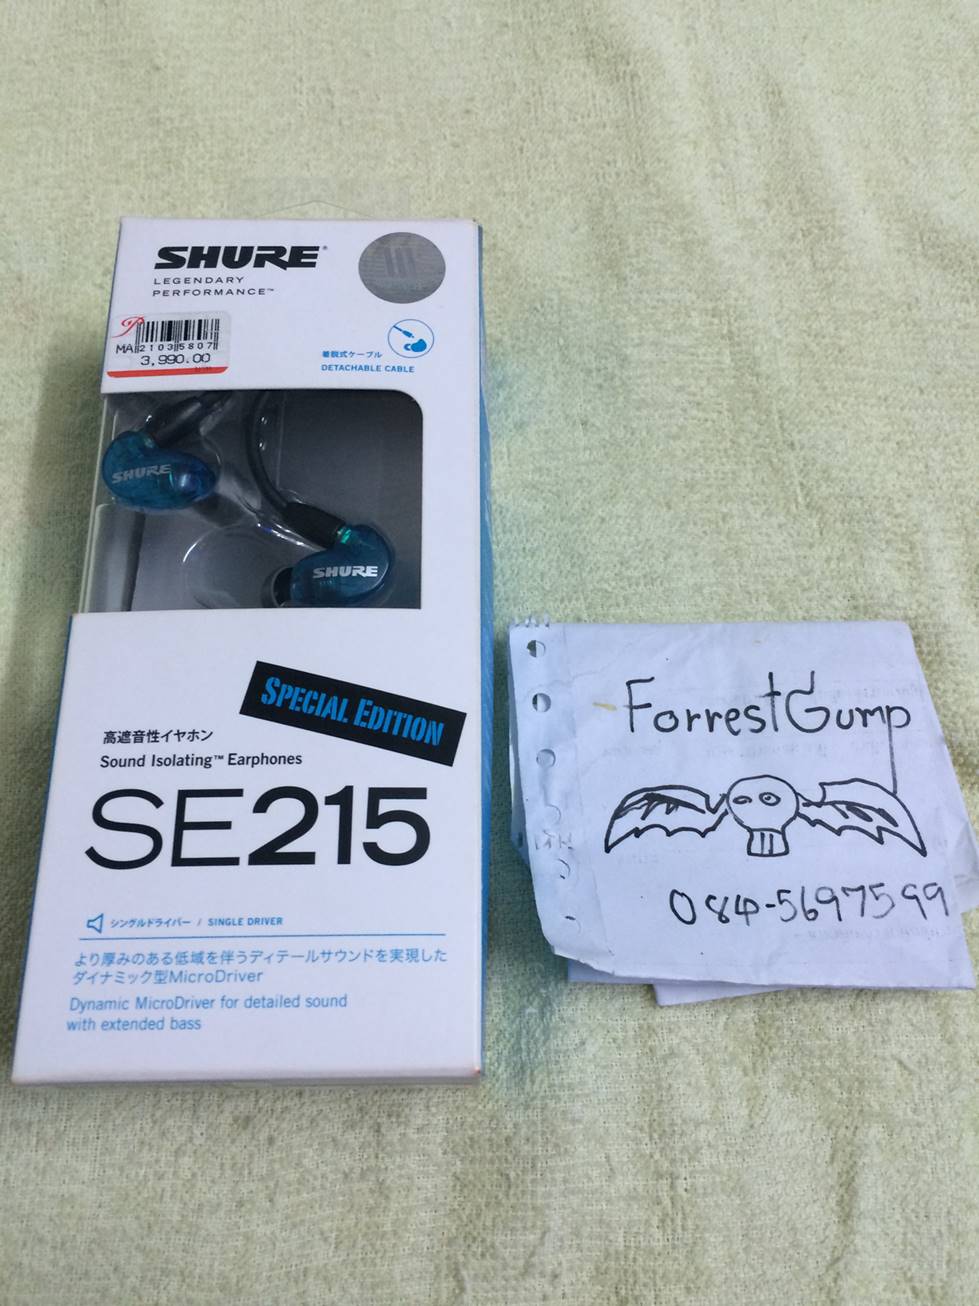 SHURE®
LEGENDARY
PERFORMANCE™
MA 21035807
3,990.00
着脱式ケーブル
DETACHABLE CABLE
SHURE
SHURE
SPECIAL EDITION
高遮音性イヤホン
Sound Isolating™ Earphones
SE215
シングルドライバー / SINGLE DRIVER
より厚みのある低域を伴うディテールサウンドを実現した
ダイナミック型MicroDriver
Dynamic MicroDriver for detailed sound
with extended bass
ForrestGump
084-5697599